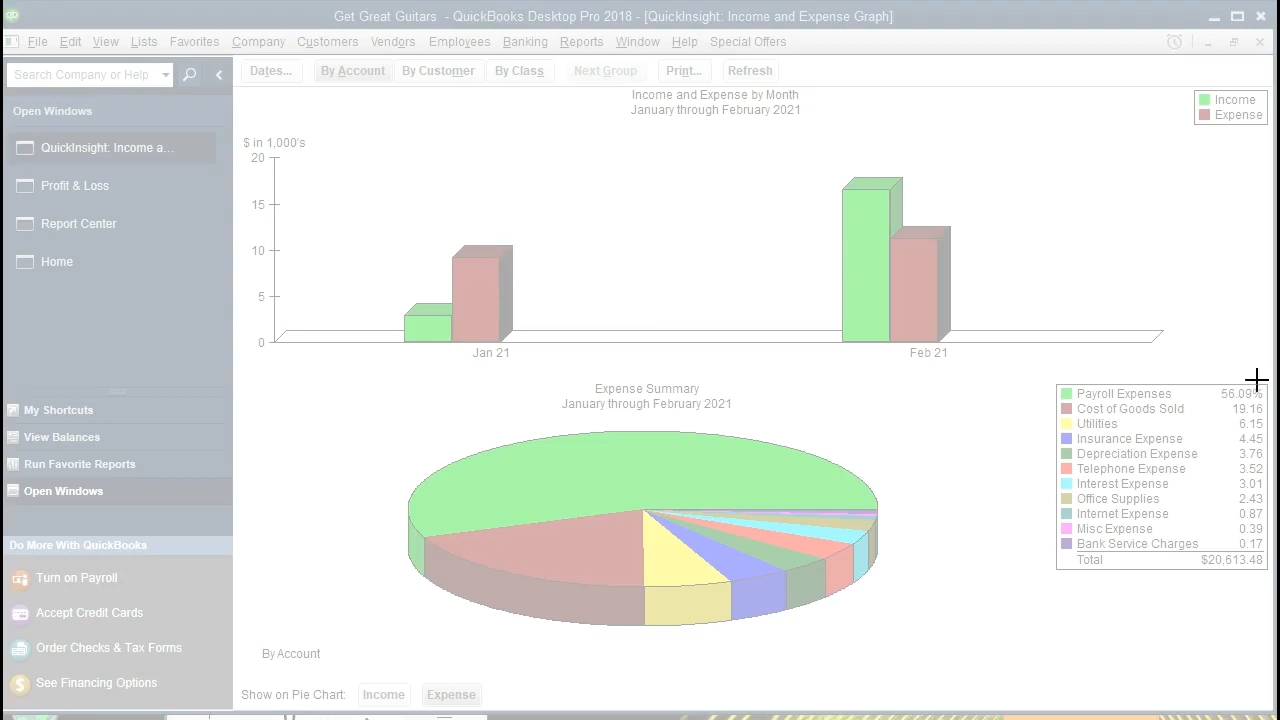 Get Great Guitars - QuickBooks Desktop Pro 2018 - [QuickInsight: Income and Expense Graph]
File Edit View Lists Favorites Company Customers Vendors Employees Banking Reports Window Help Special Offers
Search Company or Help
Dates... By Account By Customer By Class Next Group Print... Refresh
Open Windows
QuickInsight: Income a...
Profit & Loss
Report Center
Home
My Shortcuts
View Balances
Run Favorite Reports
Open Windows
Do More With QuickBooks
Turn on Payroll
Accept Credit Cards
Order Checks & Tax Forms
See Financing Options
Income and Expense by Month
January through February 2021
Income
Expense
$ in 1,000's
20
15
10
5
0
Jan 21 Feb 21
Expense Summary
January through February 2021
Payroll Expenses 56.09%
Cost of Goods Sold 19.16
Utilities 6.15
Insurance Expense 4.45
Depreciation Expense 3.76
Telephone Expense 3.52
Interest Expense 3.01
Office Supplies 2.43
Internet Expense 0.87
Misc Expense 0.39
Bank Service Charges 0.17
Total $20,613.48
By Account
Show on Pie Chart: Income Expense